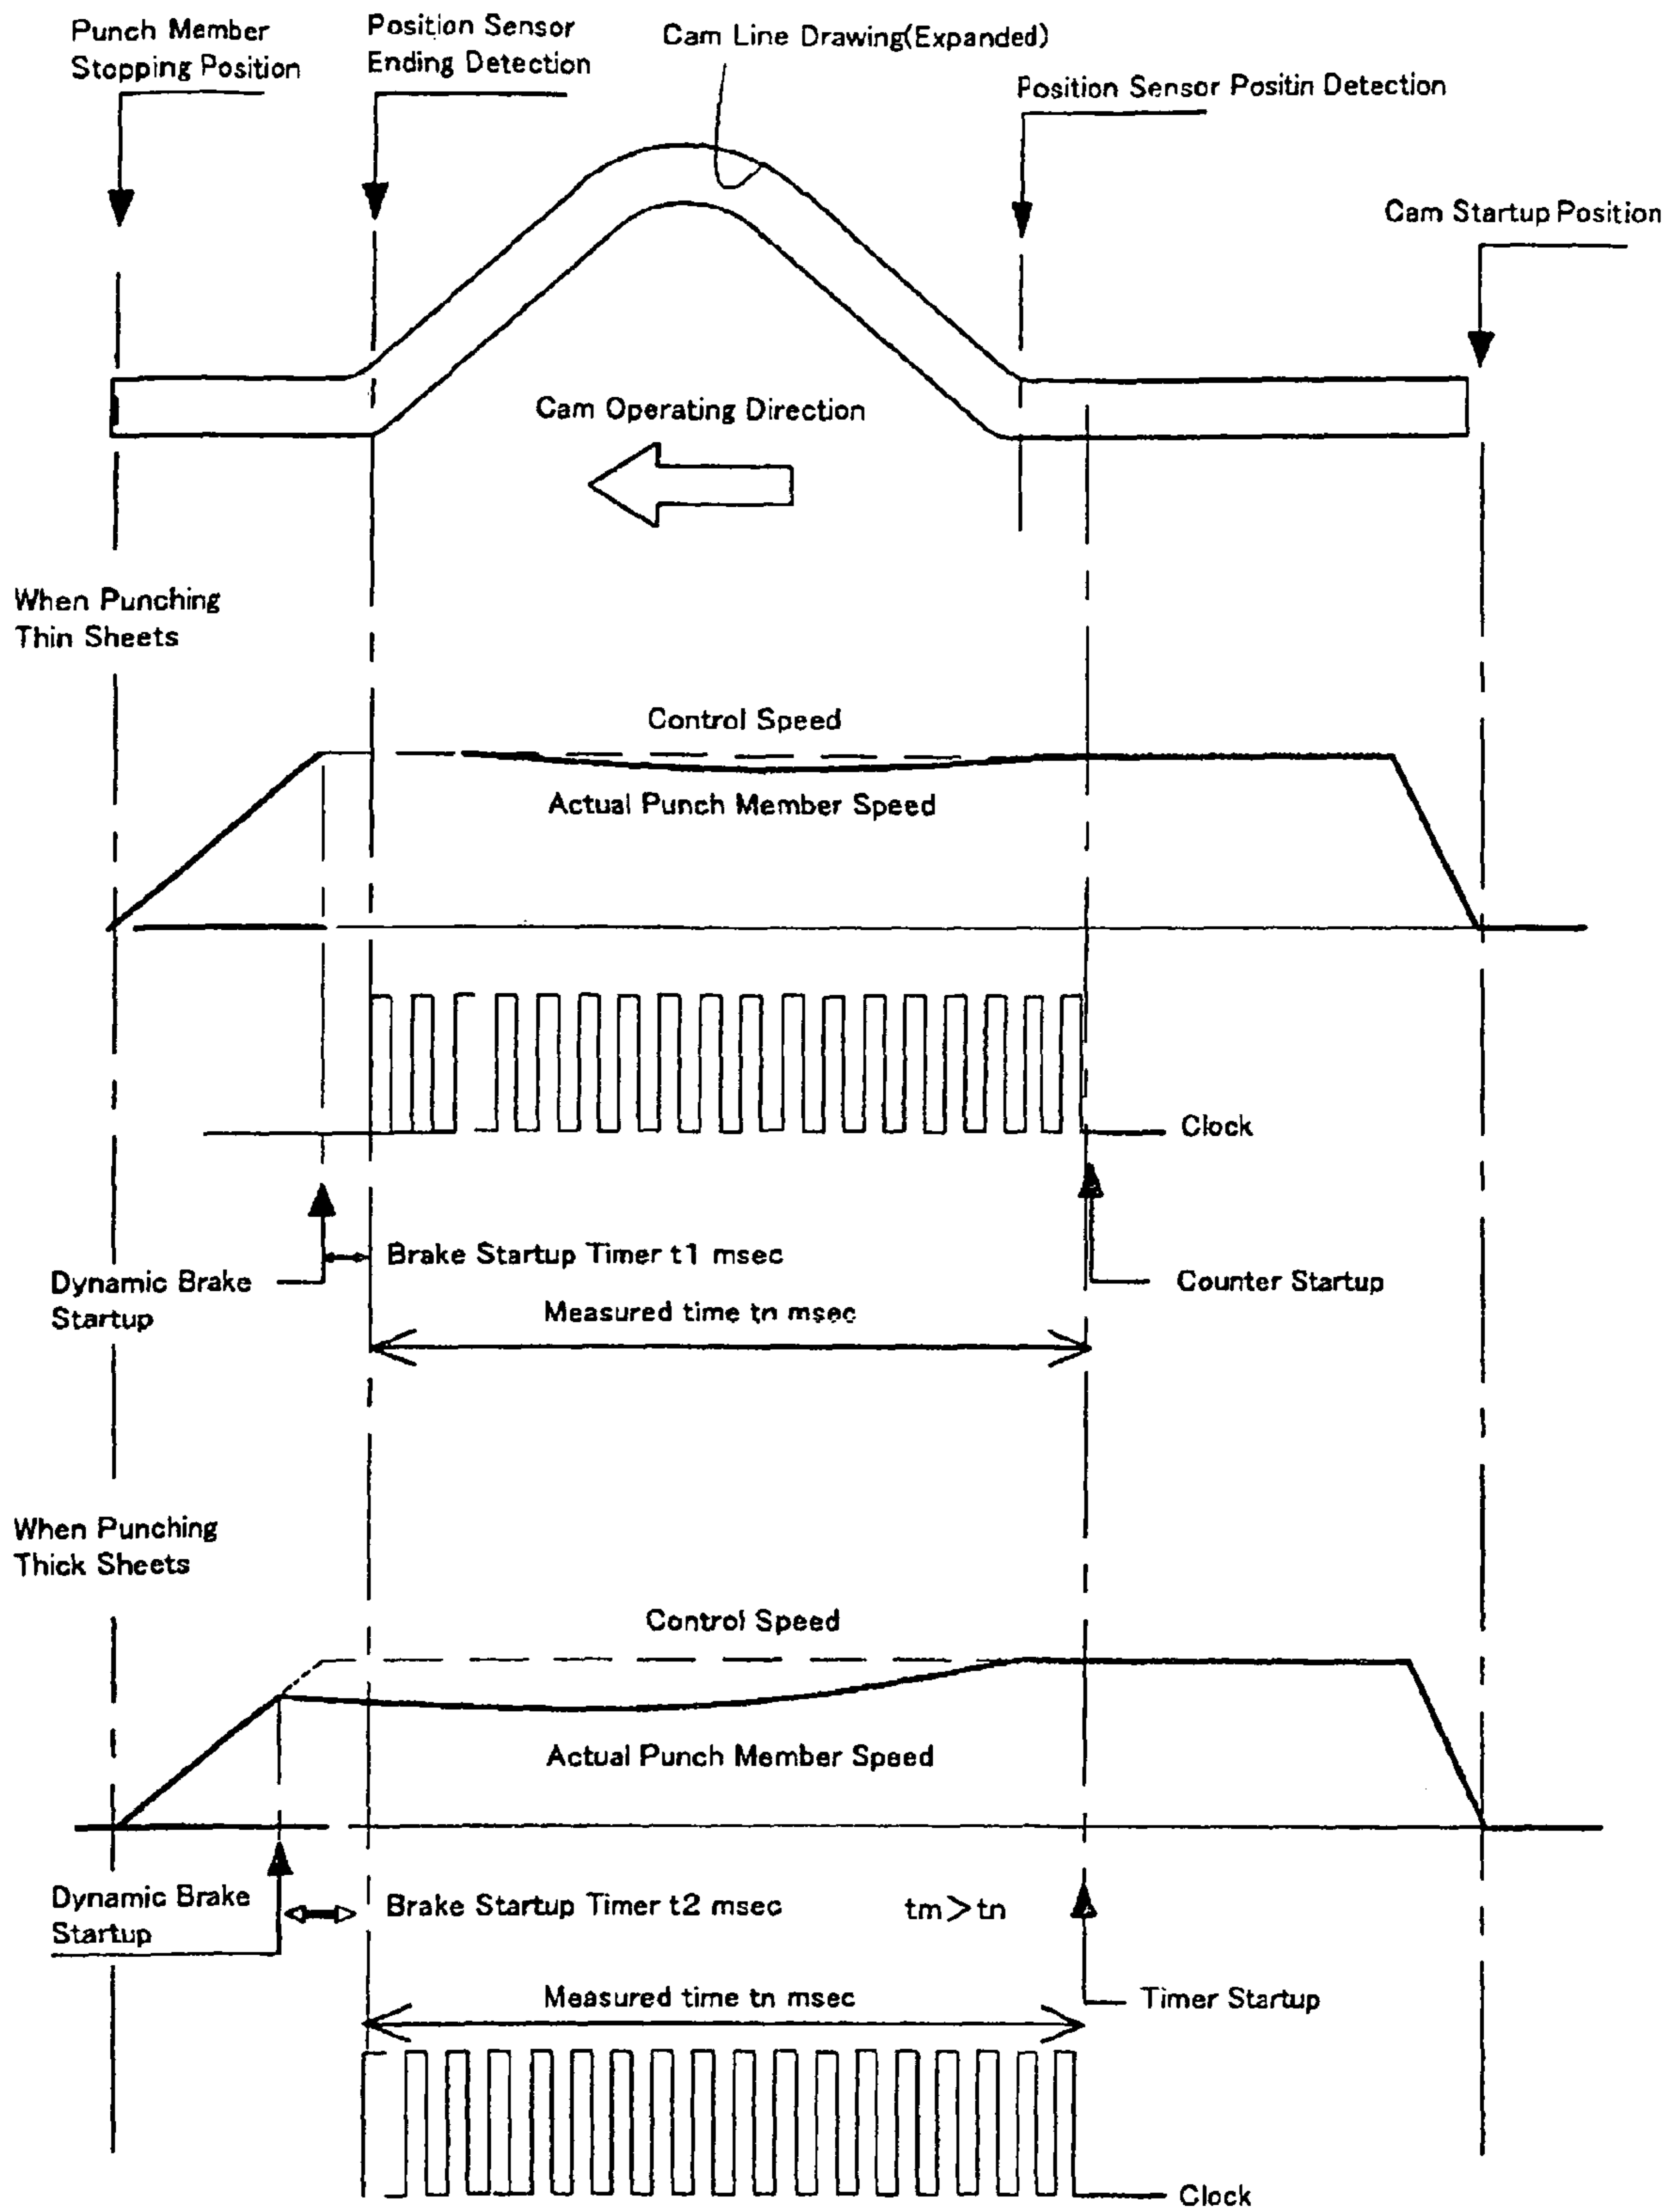 Punch Member
Stopping Position
Position Sensor
Ending Detection
Cam Line Drawing(Expanded)
Position Sensor Positin Detection
Cam Startup Position
Cam Operating Direction
When Punching
Thin Sheets
Control Speed
Actual Punch Member Speed
Clock
Brake Startup Timer t1 msec
Dynamic Brake
Startup
Counter Startup
Measured time tn msec
When Punching
Thick Sheets
Control Speed
Actual Punch Member Speed
Dynamic Brake
Startup
Brake Startup Timer t2 msec
tm>tn
Measured time tn msec
Timer Startup
Clock